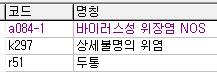 코드 명칭
a084-1 바이러스성 위장염 NOS
k297 상세불명의 위염
r51 두통